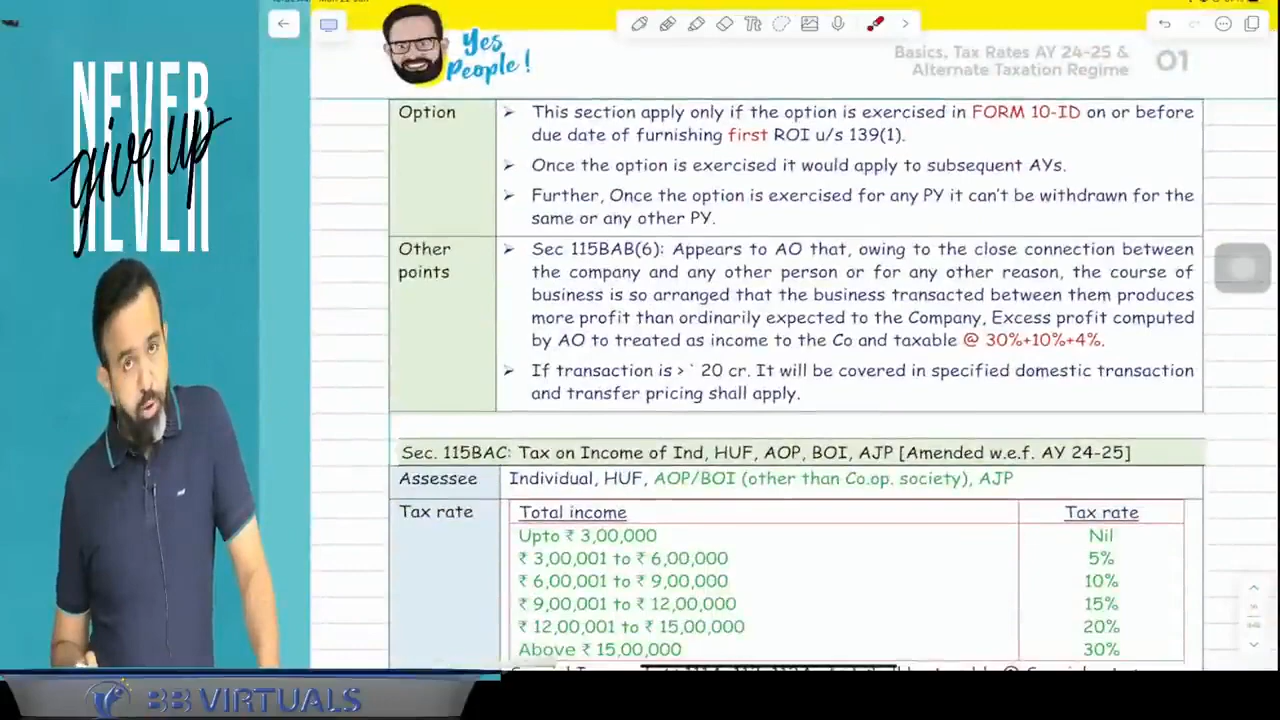 NEVER
give up
NEVER
Yes
People !
Basics, Tax Rates AY 24-25 &
Alternate Taxation Regime
01
Option
➢ This section apply only if the option is exercised in FORM 10-ID on or before
due date of furnishing first ROI u/s 139(1).
➢ Once the option is exercised it would apply to subsequent AYs.
➢ Further, Once the option is exercised for any PY it can't be withdrawn for the
same or any other PY.
Other
points
➢ Sec 115BAB(6): Appears to AO that, owing to the close connection between
the company and any other person or for any other reason, the course of
business is so arranged that the business transacted between them produces
more profit than ordinarily expected to the Company, Excess profit computed
by AO to treated as income to the Co and taxable @ 30%+10%+4%.
➢ If transaction is > ` 20 cr. It will be covered in specified domestic transaction
and transfer pricing shall apply.
Sec. 115BAC: Tax on Income of Ind, HUF, AOP, BOI, AJP [Amended w.e.f. AY 24-25]
Assessee Individual, HUF, AOP/BOI (other than Co.op. society), AJP
Tax rate Total income Tax rate
Upto ₹ 3,00,000 Nil
₹ 3,00,001 to ₹ 6,00,000 5%
₹ 6,00,001 to ₹ 9,00,000 10%
₹ 9,00,001 to ₹ 12,00,000 15%
₹ 12,00,001 to ₹ 15,00,000 20%
Above ₹ 15,00,000 30%
BB VIRTUALS